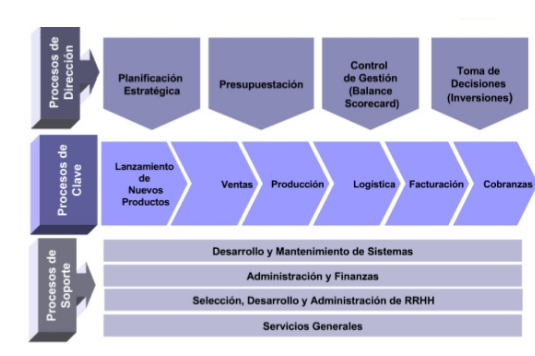 Procesos de
Dirección
Planificación
Estratégica
Presupuestación
Control
de Gestión
(Balance
Scorecard)
Toma de
Decisiones
(Inversiones)
Procesos de
Clave
Lanzamiento
de
Nuevos
Productos
Ventas
Producción
Logística
Facturación
Cobranzas
Procesos de
Soporte
Desarrollo y Mantenimiento de Sistemas
Administración y Finanzas
Selección, Desarrollo y Administración de RRHH
Servicios Generales